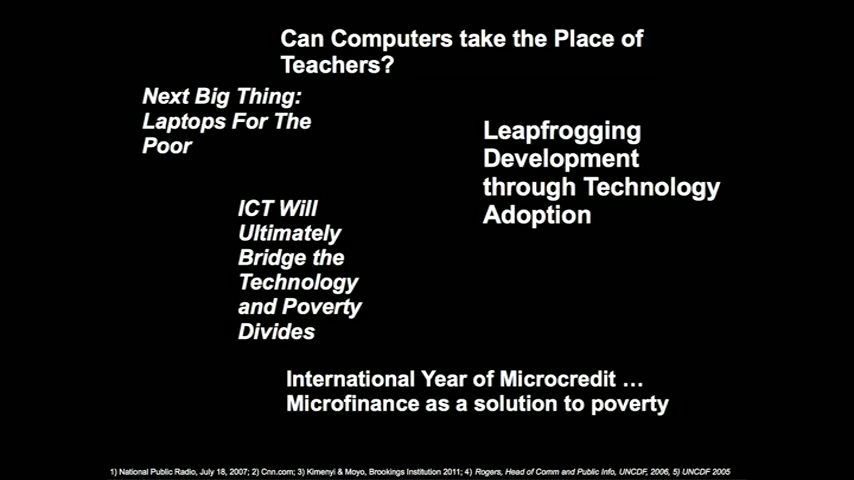 Can Computers take the Place of
Teachers?
Next Big Thing:
Laptops For The
Poor
Leapfrogging
Development
through Technology
Adoption
ICT Will
Ultimately
Bridge the
Technology
and Poverty
Divides
International Year of Microcredit …
Microfinance as a solution to poverty
1) National Public Radio, July 18, 2007; 2) Cnn.com; 3) Kimenyi & Moyo, Brookings Institution 2011; 4) Rogers, Head of Comm and Public Info, UNCDF, 2006, 5) UNCDF 2005